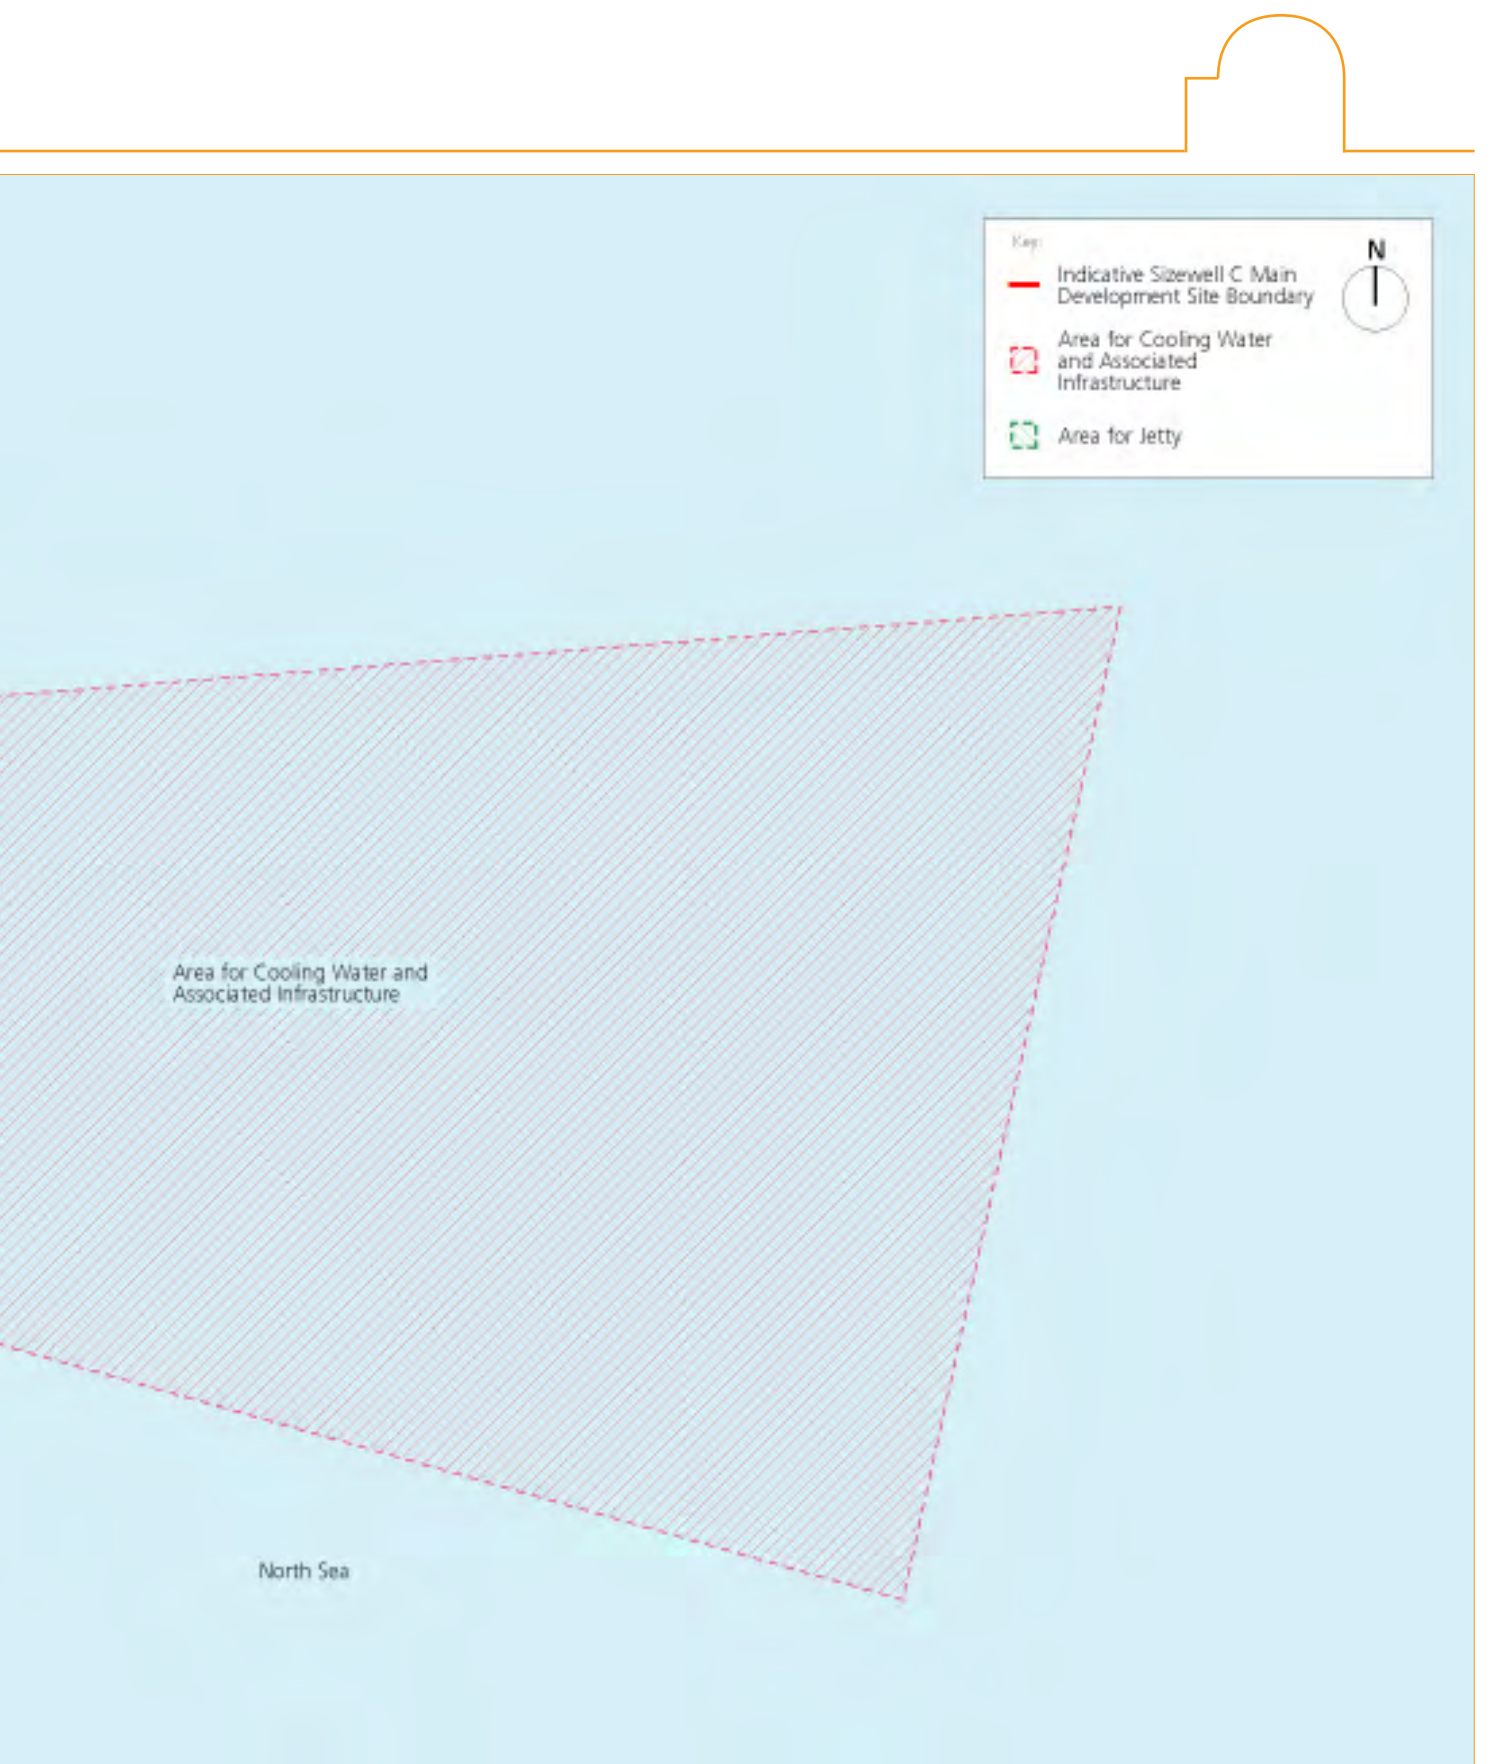 Key:
N
Indicative Sizewell C Main
Development Site Boundary
Area for Cooling Water
and Associated
Infrastructure
Area for Jetty
Area for Cooling Water and
Associated Infrastructure
North Sea